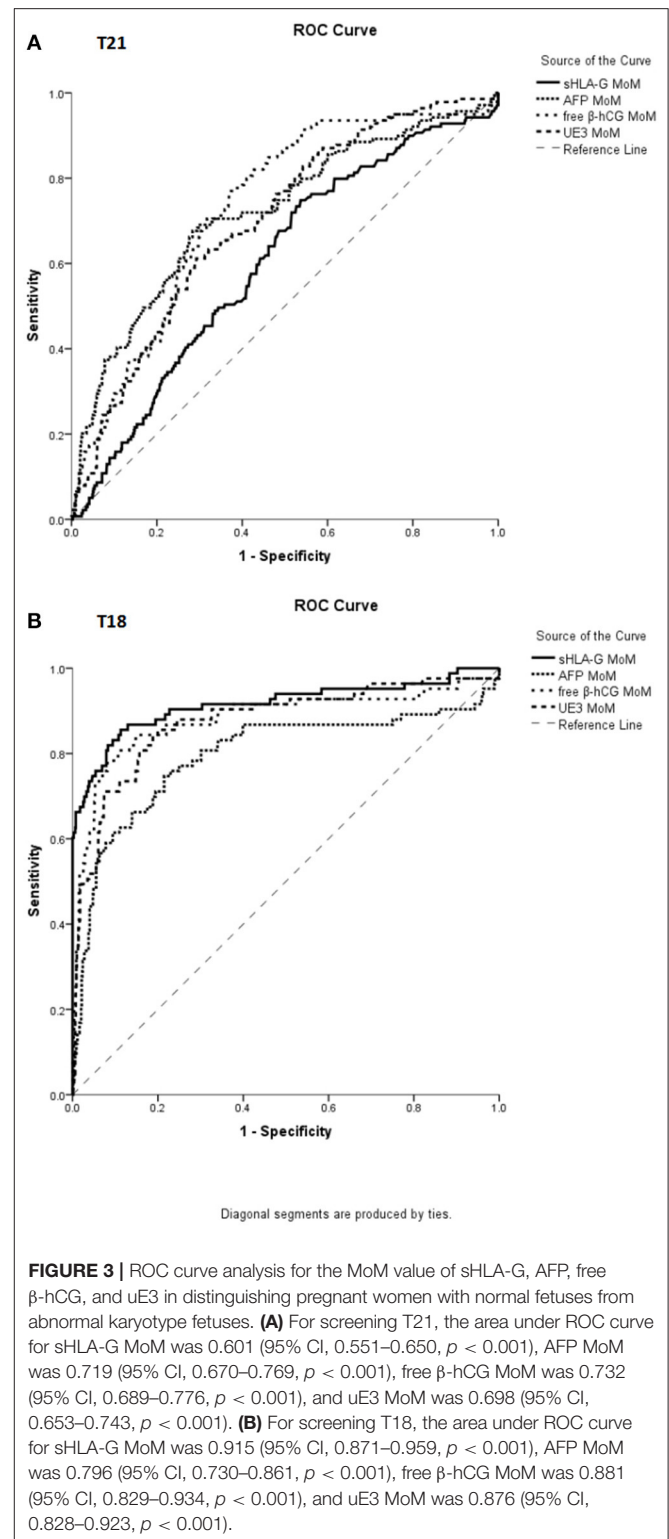 A
T21
ROC Curve
Source of the Curve
sHLA-G MoM
AFP MoM
free β-hCG MoM
UE3 MoM
Reference Line
1.0
0.8
0.6
0.4
0.2
0.0
Sensitivity
0.0 0.2 0.4 0.6 0.8 1.0
1 - Specificity
B
T18
ROC Curve
Source of the Curve
sHLA-G MoM
AFP MoM
free β-hCG MoM
UE3 MoM
Reference Line
1.0
0.8
0.6
0.4
0.2
0.0
Sensitivity
0.0 0.2 0.4 0.6 0.8 1.0
1 - Specificity
Diagonal segments are produced by ties.
FIGURE 3 | ROC curve analysis for the MoM value of sHLA-G, AFP, free
β-hCG, and uE3 in distinguishing pregnant women with normal fetuses from
abnormal karyotype fetuses. (A) For screening T21, the area under ROC curve
for sHLA-G MoM was 0.601 (95% CI, 0.551–0.650, p < 0.001), AFP MoM
was 0.719 (95% CI, 0.670–0.769, p < 0.001), free β-hCG MoM was 0.732
(95% CI, 0.689–0.776, p < 0.001), and uE3 MoM was 0.698 (95% CI,
0.653–0.743, p < 0.001). (B) For screening T18, the area under ROC curve
for sHLA-G MoM was 0.915 (95% CI, 0.871–0.959, p < 0.001), AFP MoM
was 0.796 (95% CI, 0.730–0.861, p < 0.001), free β-hCG MoM was 0.881
(95% CI, 0.829–0.934, p < 0.001), and uE3 MoM was 0.876 (95% CI,
0.828–0.923, p < 0.001).